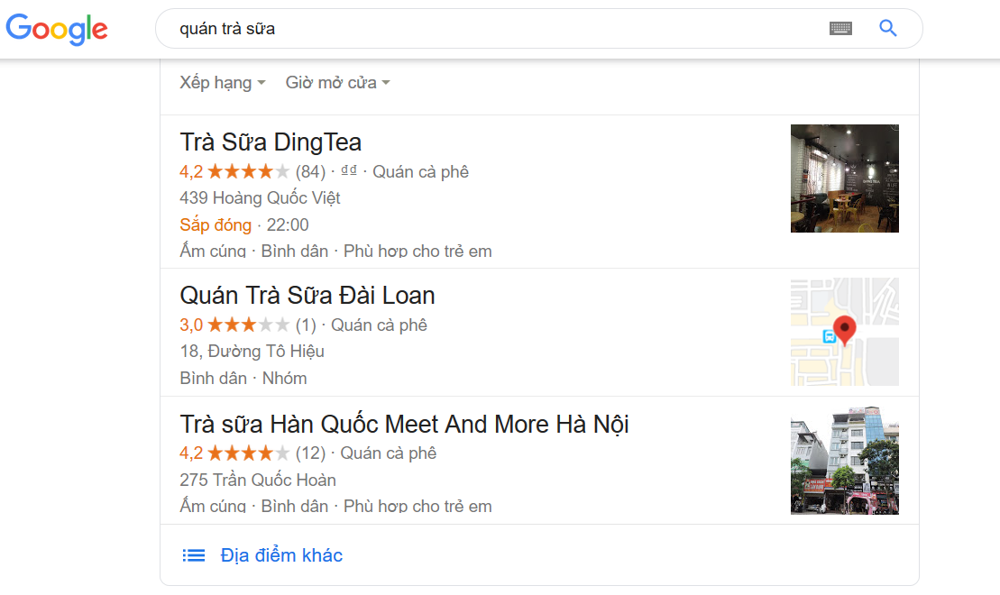 Google
quán trà sữa
Xếp hạng Giờ mở cửa
Trà Sữa DingTea
4,2 (84) · ₫₫ · Quán cà phê
439 Hoàng Quốc Việt
Sắp đóng · 22:00
Ấm cúng · Bình dân · Phù hợp cho trẻ em
Quán Trà Sữa Đài Loan
3,0 (1) · Quán cà phê
18, Đường Tô Hiệu
Bình dân · Nhóm
Trà sữa Hàn Quốc Meet And More Hà Nội
4,2 (12) · Quán cà phê
275 Trần Quốc Hoàn
Ấm cúng · Bình dân · Phù hợp cho trẻ em
Địa điểm khác